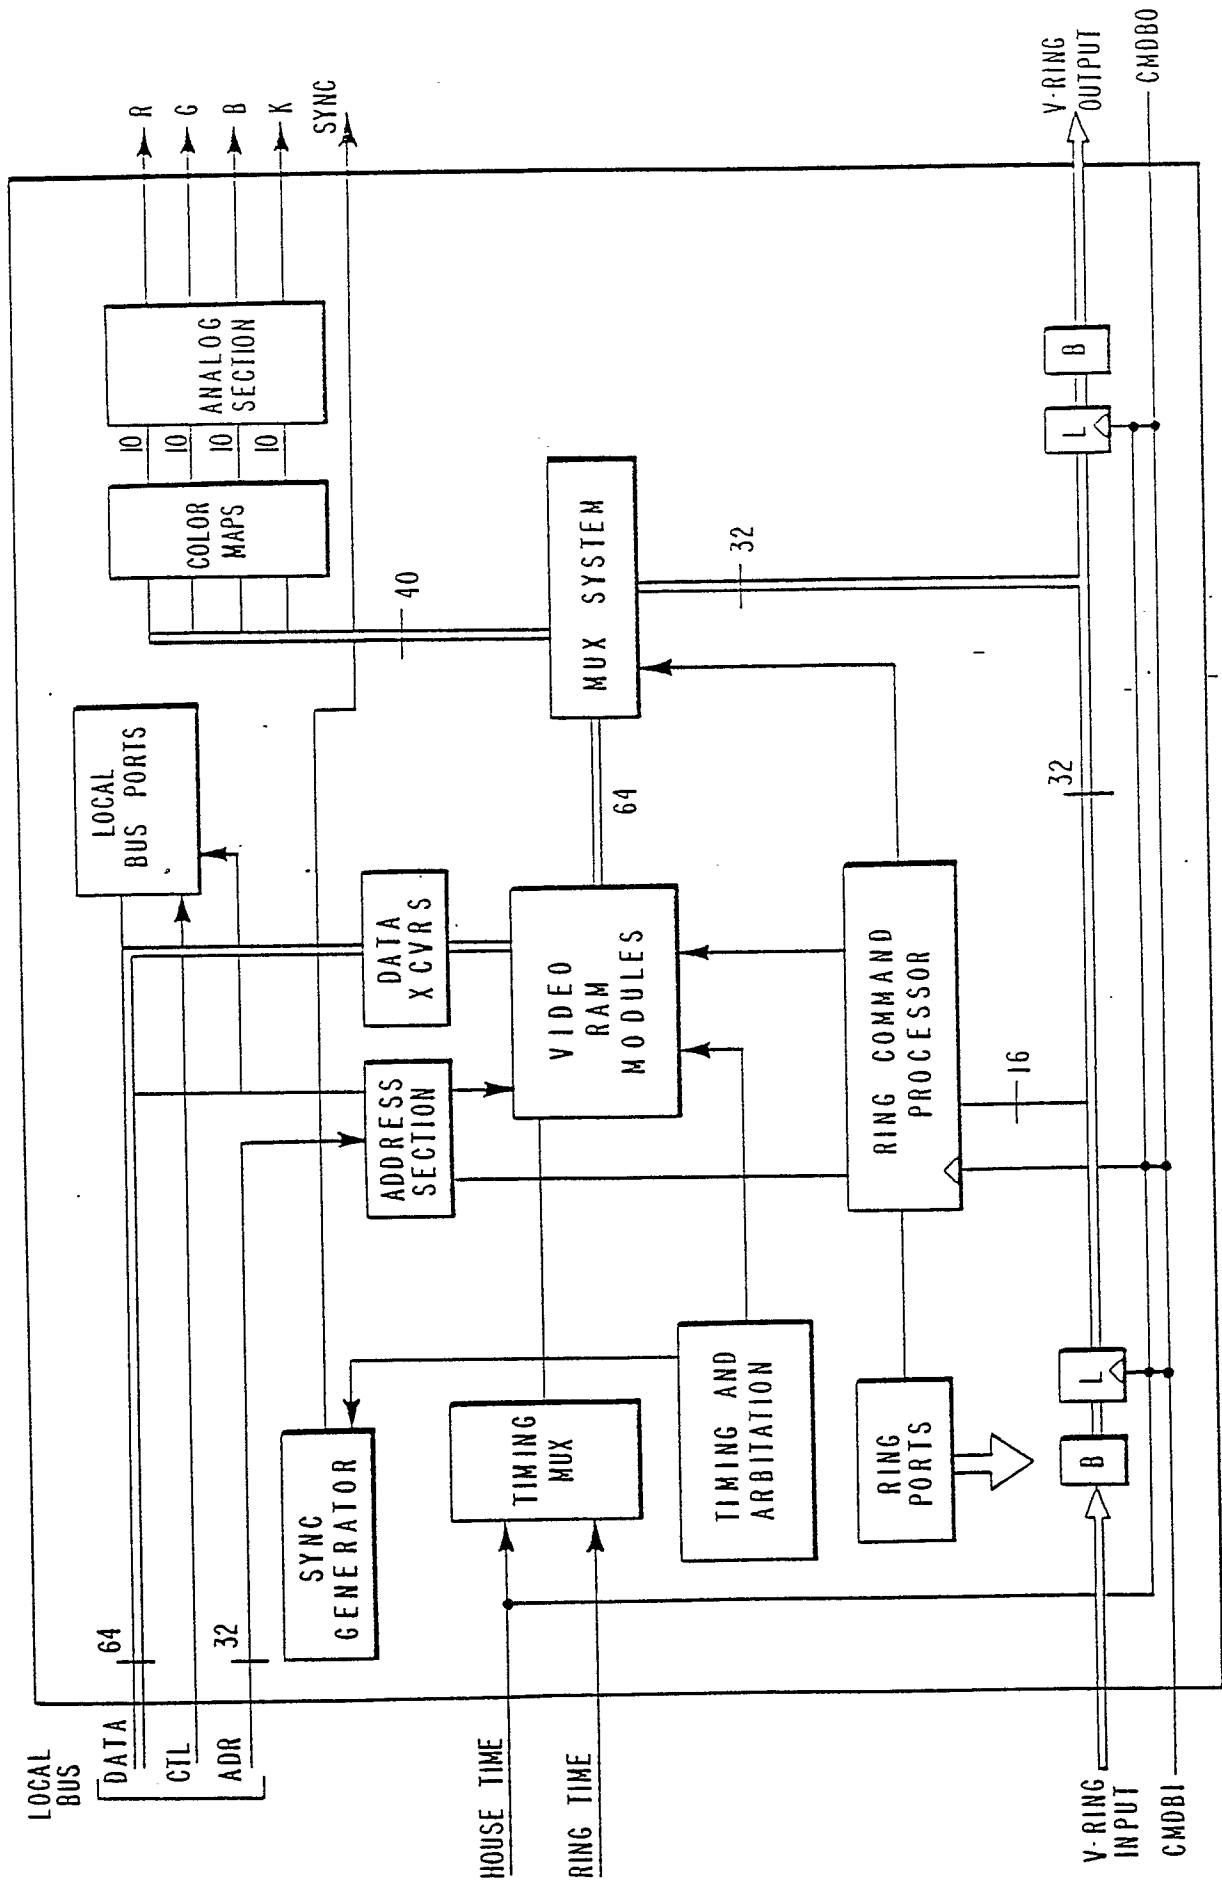 LOCAL
BUS
DATA
CTL
ADR
64
32
HOUSE TIME
RING TIME
V-RING
INPUT
CMDBI
SYNC
GENERATOR
TIMING
MUX
TIMING AND
ARBITATION
RING
PORTS
B
L
ADDRESS
SECTION
DATA
XCVRS
VIDEO
RAM
MODULES
RING COMMAND
PROCESSOR
16
LOCAL
BUS PORTS
64
32
MUX SYSTEM
40
32
COLOR
MAPS
10
10
10
10
ANALOG
SECTION
L
B
R
G
B
K
SYNC
V-RING
OUTPUT
CMDBO